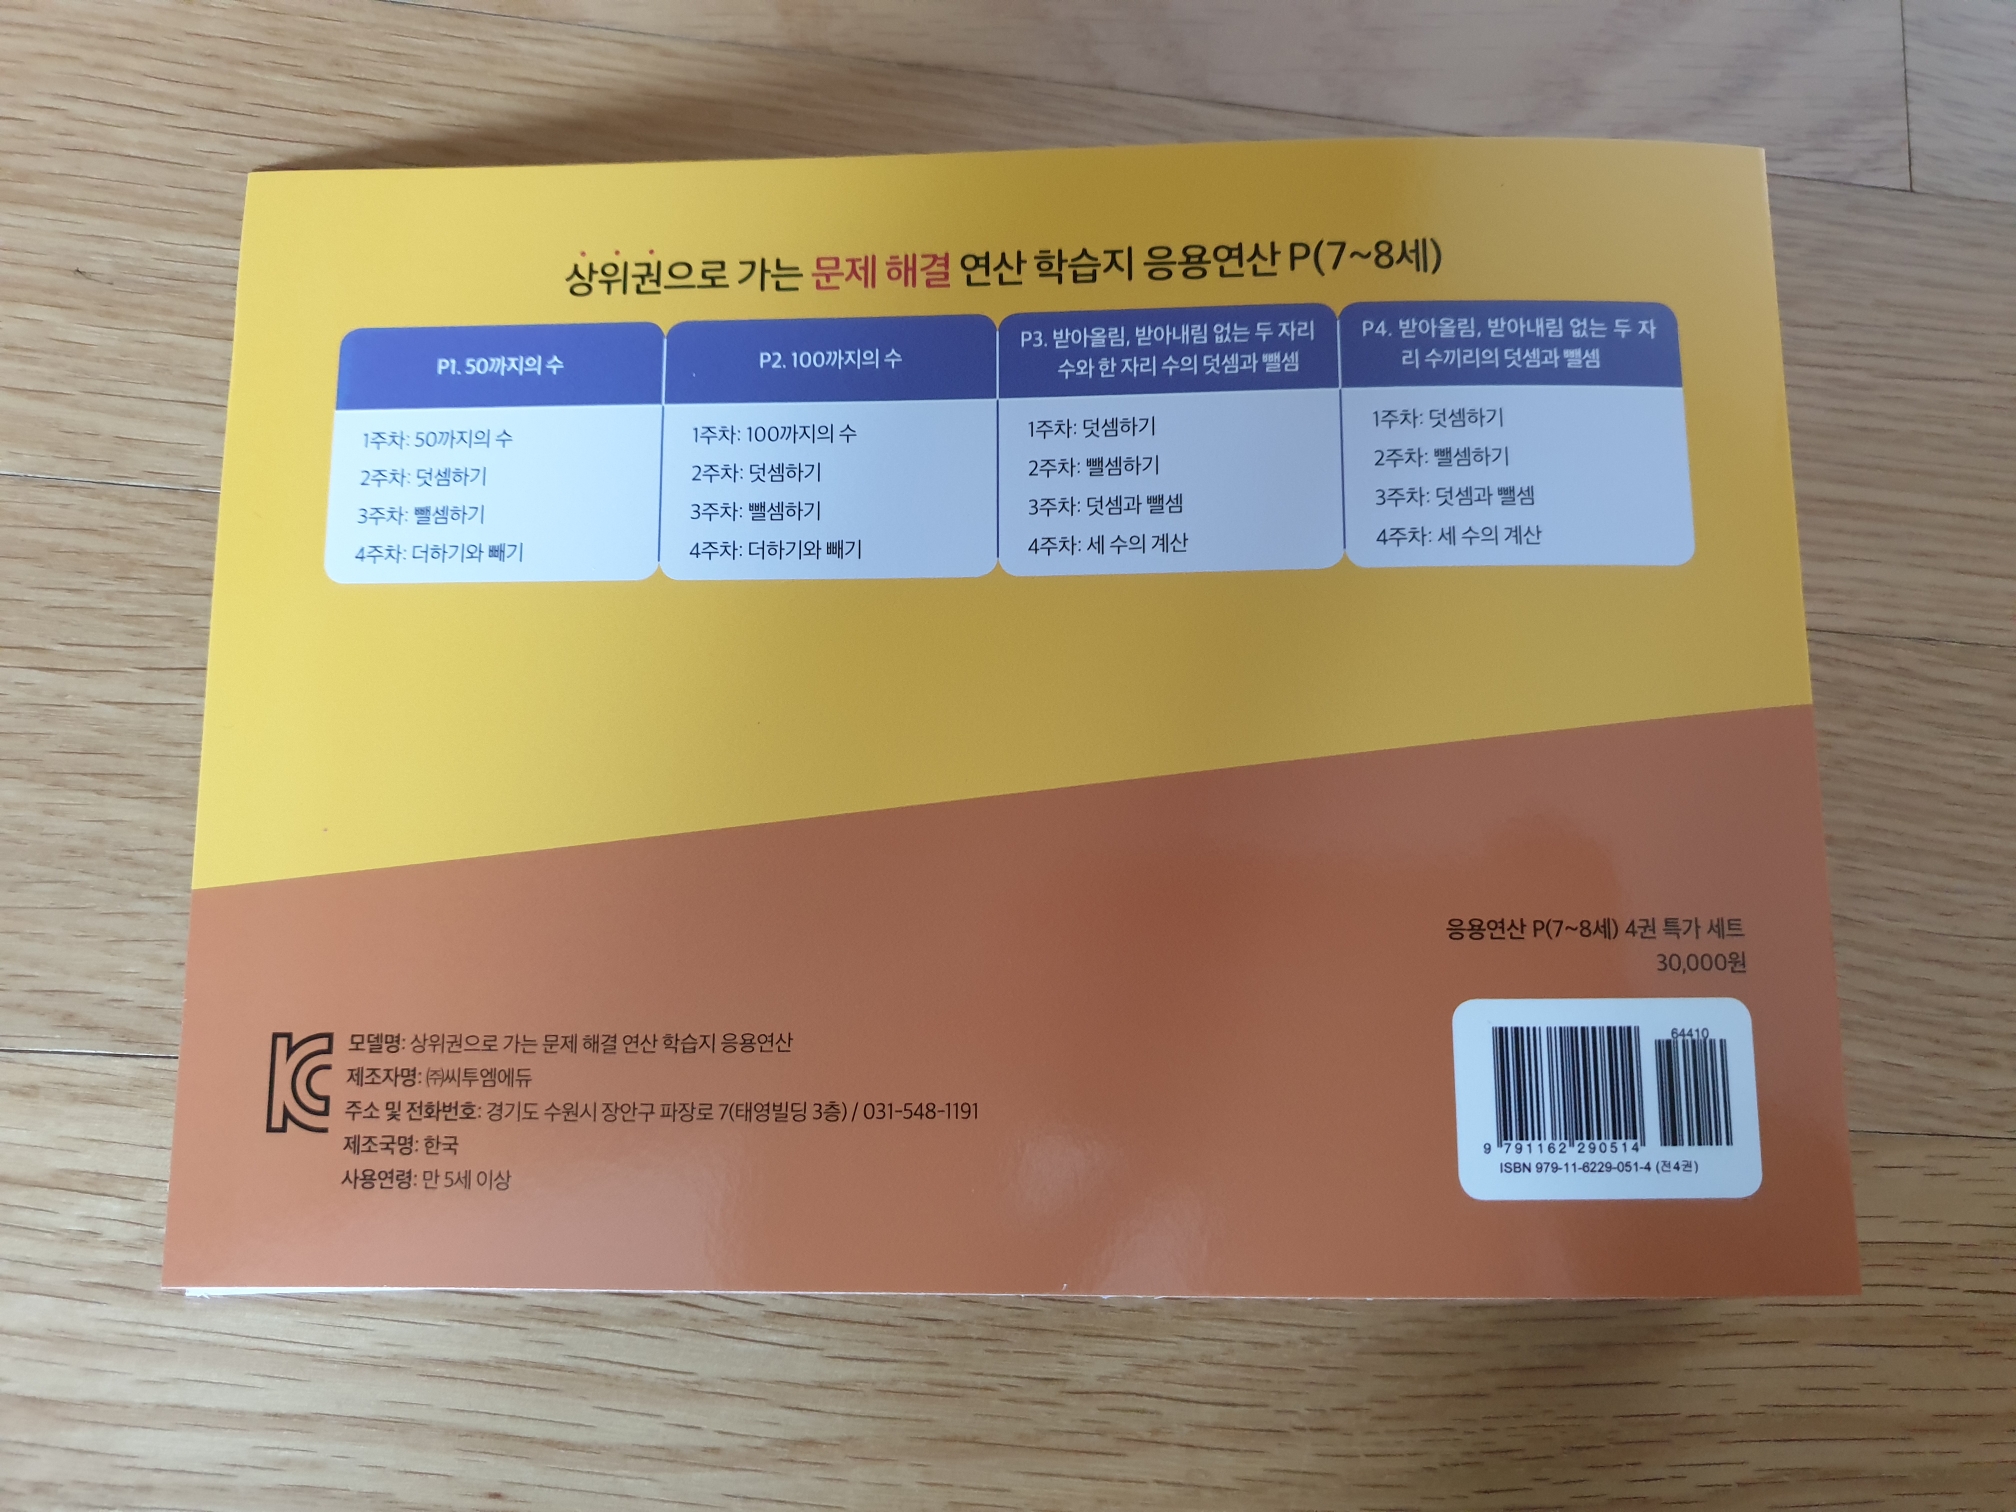 상위권으로 가는 문제 해결 연산 학습지 응용연산 P(7~8세)
P1. 50까지의 수
1주차: 50까지의 수
2주차: 덧셈하기
3주차: 뺄셈하기
4주차: 더하기와 빼기
P2. 100까지의 수
1주차: 100까지의 수
2주차: 덧셈하기
3주차: 뺄셈하기
4주차: 더하기와 빼기
P3. 받아올림, 받아내림 없는 두 자리
수와 한 자리 수의 덧셈과 뺄셈
1주차: 덧셈하기
2주차: 뺄셈하기
3주차: 덧셈과 뺄셈
4주차: 세 수의 계산
P4. 받아올림, 받아내림 없는 두 자
리 수끼리의 덧셈과 뺄셈
1주차: 덧셈하기
2주차: 뺄셈하기
3주차: 덧셈과 뺄셈
4주차: 세 수의 계산
응용연산 P(7~8세) 4권 특가 세트
30,000원
모델명: 상위권으로 가는 문제 해결 연산 학습지 응용연산
제조자명: ㈜씨투엠에듀
주소 및 전화번호: 경기도 수원시 장안구 파장로 7(태영빌딩 3층) / 031-548-1191
제조국명: 한국
사용연령: 만 5세 이상
64410
9 791162 290514
ISBN 979-11-6229-051-4 (전4권)